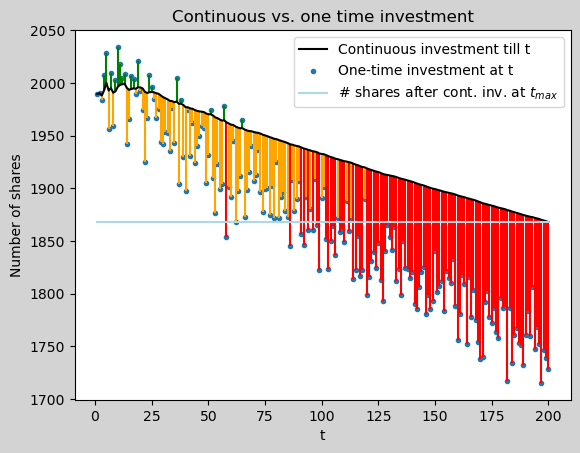 Continuous vs. one time investment
Continuous investment till t
One-time investment at t
# shares after cont. inv. at t_max
Number of shares
2050
2000
1950
1900
1850
1800
1750
1700
0 25 50 75 100 125 150 175 200
t